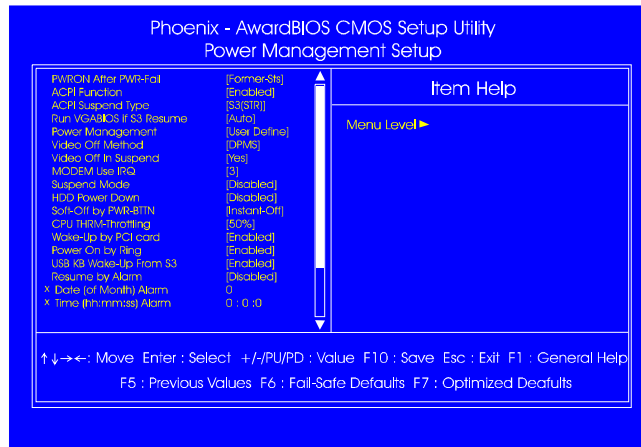 Phoenix - AwardBIOS CMOS Setup Utility
Power Management Setup
PWRON After PWR-Fail [Former-Sts]
ACPI Function [Enabled]
ACPI Suspend Type [S3(STR)]
Run VGABIOS if S3 Resume [Auto]
Power Management [User Define]
Video Off Method [DPMS]
Video Off In Suspend [Yes]
MODEM Use IRQ [3]
Suspend Mode [Disabled]
HDD Power Down [Disabled]
Soft-Off by PWR-BTTN [Instant-Off]
CPU THRM-Throttling [50%]
Wake-Up by PCI card [Enabled]
Power On by Ring [Enabled]
USB KB Wake-Up From S3 [Enabled]
Resume by Alarm [Disabled]
x Date (of Month) Alarm 0
x Time (hh:mm:ss) Alarm 0 : 0 :0
Item Help
Menu Level ►
↑↓→←: Move Enter : Select +/-/PU/PD : Value F10 : Save Esc : Exit F1 : General Help
F5 : Previous Values F6 : Fail-Safe Defaults F7 : Optimized Deafults